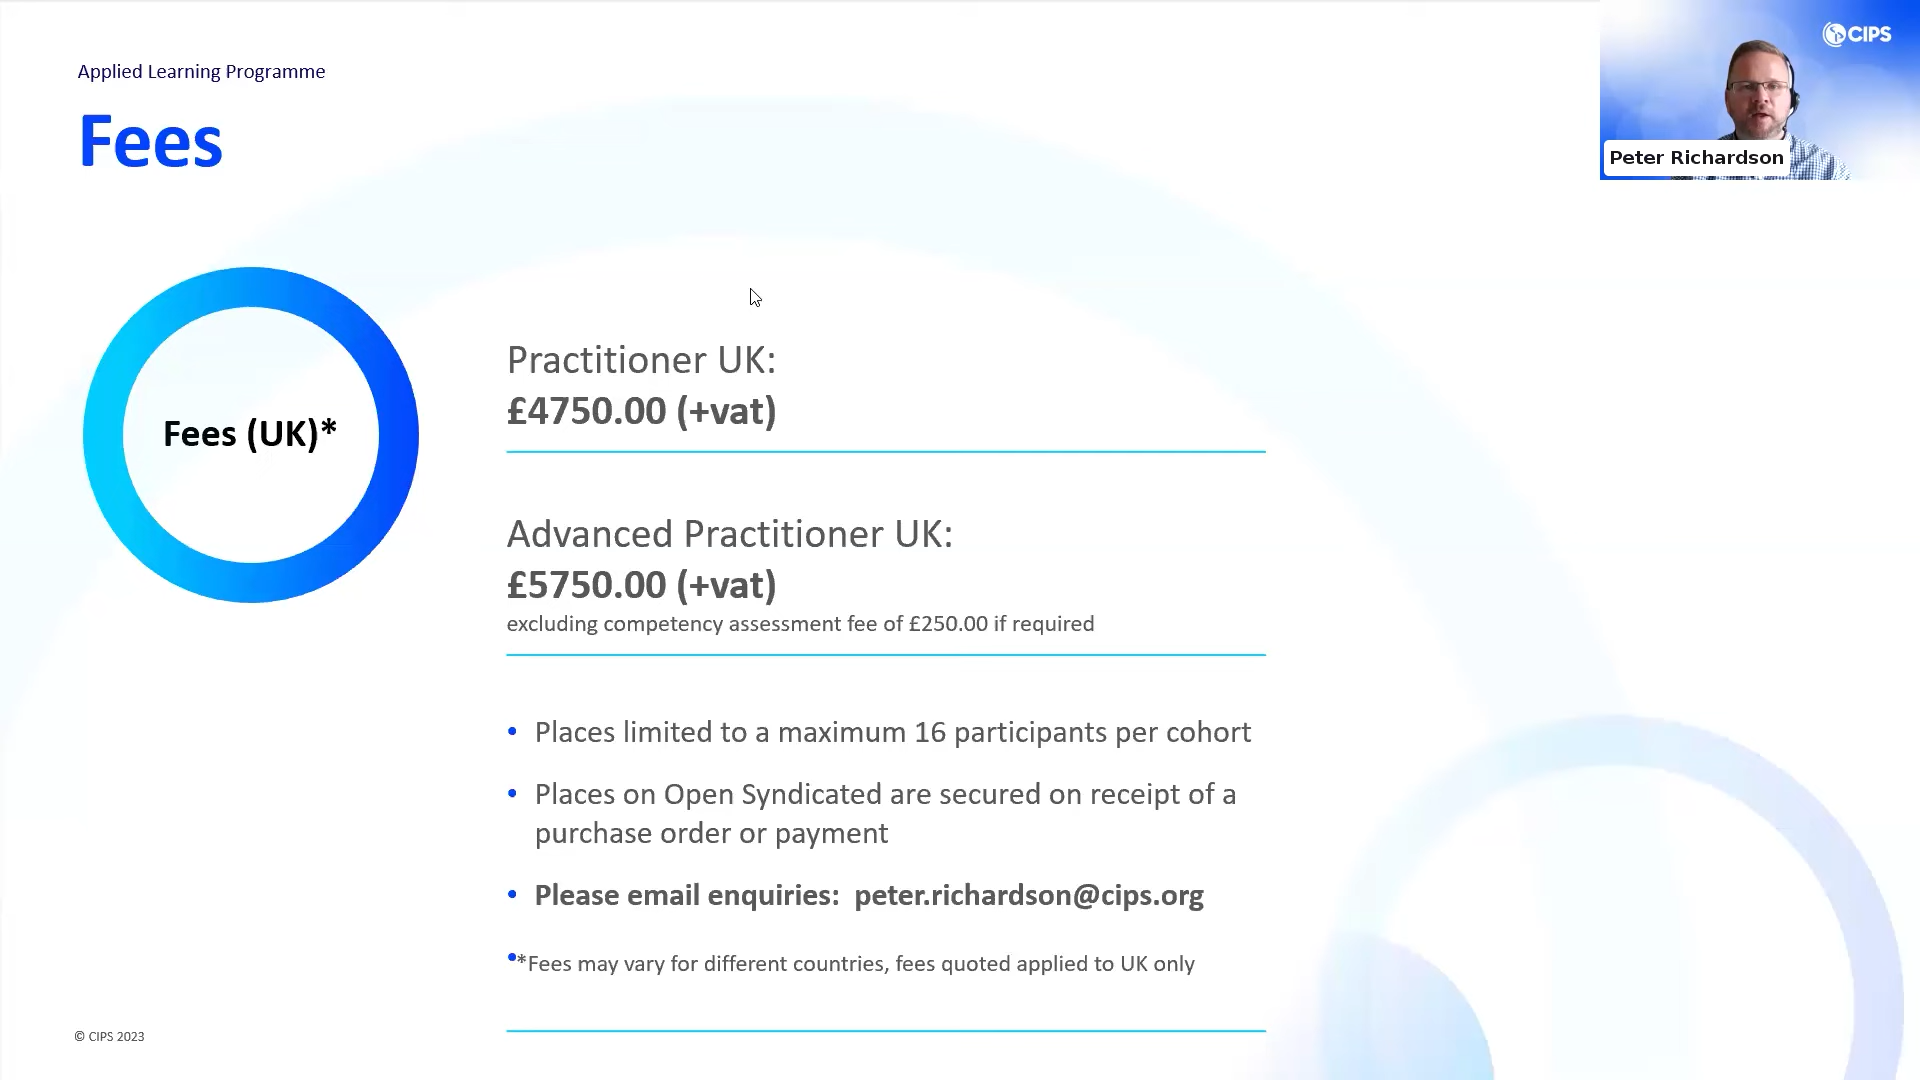 Applied Learning Programme
Fees
CIPS
Peter Richardson
Fees (UK)*
Practitioner UK:
£4750.00 (+vat)
Advanced Practitioner UK:
£5750.00 (+vat)
excluding competency assessment fee of £250.00 if required
• Places limited to a maximum 16 participants per cohort
• Places on Open Syndicated are secured on receipt of a
purchase order or payment
• Please email enquiries:  peter.richardson@cips.org
•*Fees may vary for different countries, fees quoted applied to UK only
© CIPS 2023